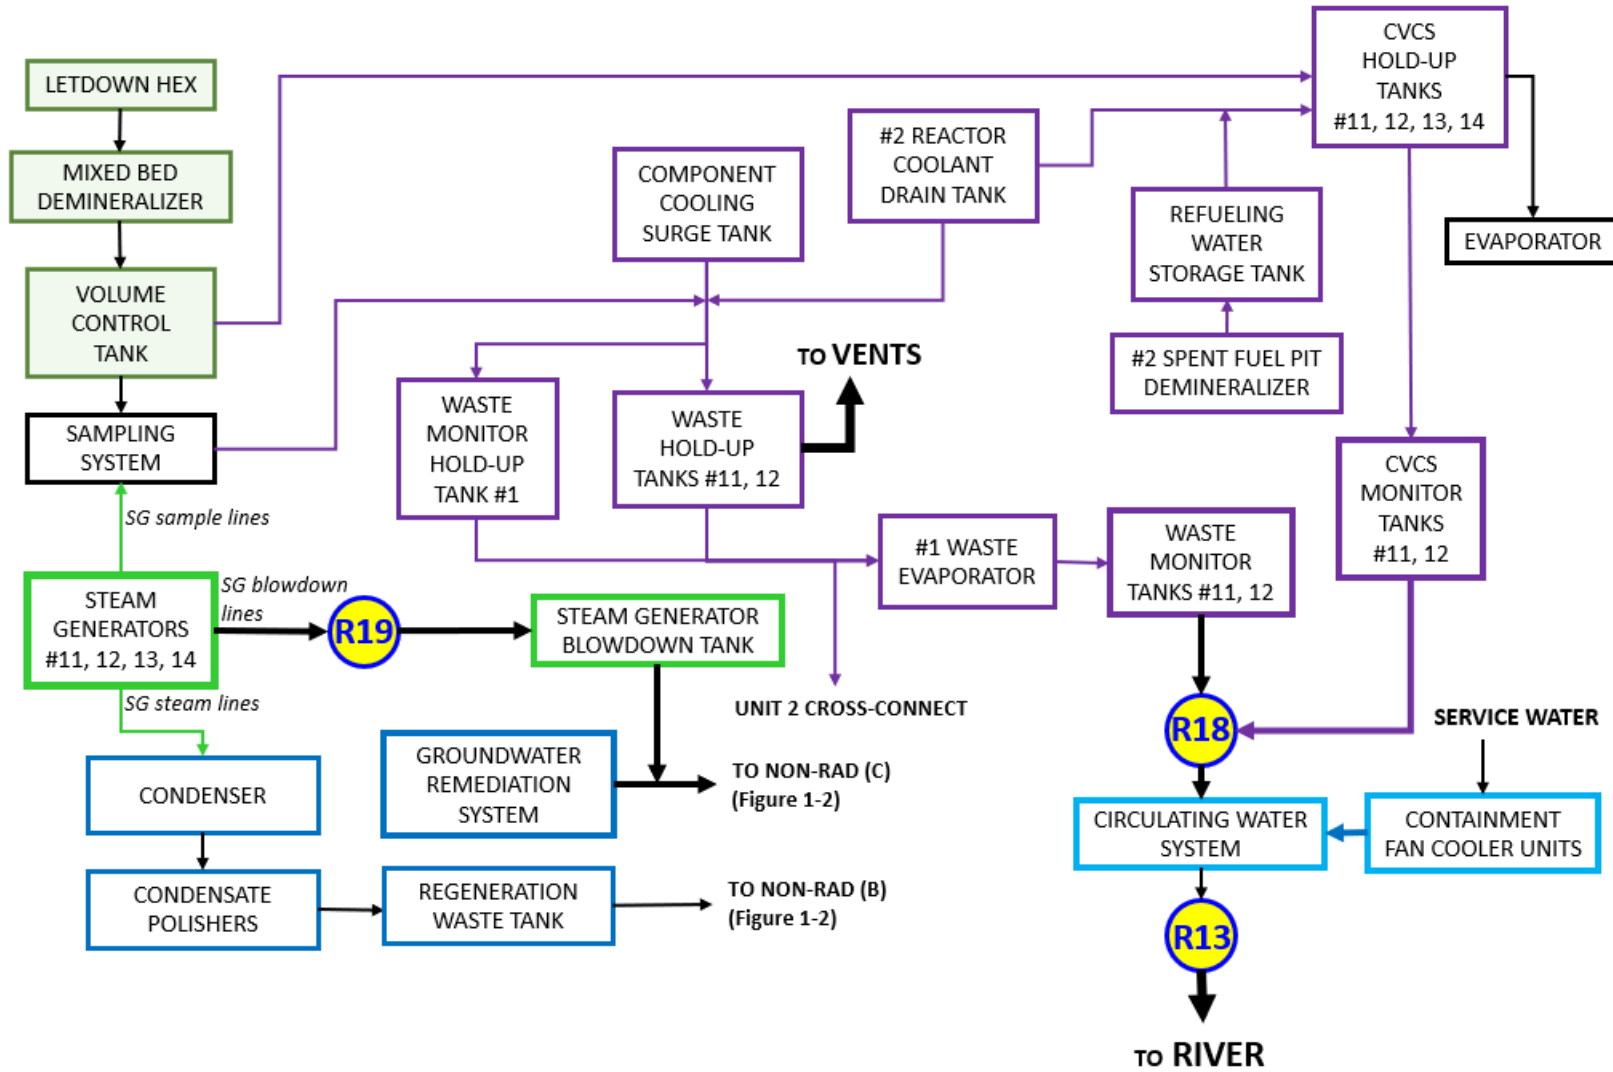 CVCS
HOLD-UP
TANKS
#11, 12, 13, 14
LETDOWN HEX
MIXED BED
DEMINERALIZER
VOLUME
CONTROL
TANK
SAMPLING
SYSTEM
COMPONENT
COOLING
SURGE TANK
#2 REACTOR
COOLANT
DRAIN TANK
REFUELING
WATER
STORAGE TANK
EVAPORATOR
#2 SPENT FUEL PIT
DEMINERALIZER
TO VENTS
WASTE
MONITOR
HOLD-UP
TANK #1
WASTE
HOLD-UP
TANKS #11, 12
CVCS
MONITOR
TANKS
#11, 12
SG sample lines
#1 WASTE
EVAPORATOR
WASTE
MONITOR
TANKS #11, 12
STEAM
GENERATORS
#11, 12, 13, 14
SG blowdown
lines
R19
STEAM GENERATOR
BLOWDOWN TANK
SG steam lines
UNIT 2 CROSS-CONNECT
R18
SERVICE WATER
CONDENSER
GROUNDWATER
REMEDIATION
SYSTEM
TO NON-RAD (C)
(Figure 1-2)
CIRCULATING WATER
SYSTEM
CONTAINMENT
FAN COOLER UNITS
CONDENSATE
POLISHERS
REGENERATION
WASTE TANK
TO NON-RAD (B)
(Figure 1-2)
R13
TO RIVER